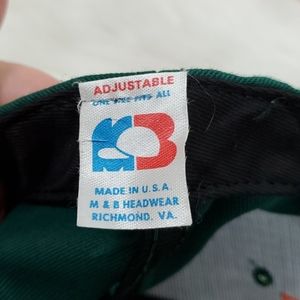 ADJUSTABLE
ONE SIZE FITS ALL
MADE IN U.S.A
M & B HEADWEAR
RICHMOND. VA.